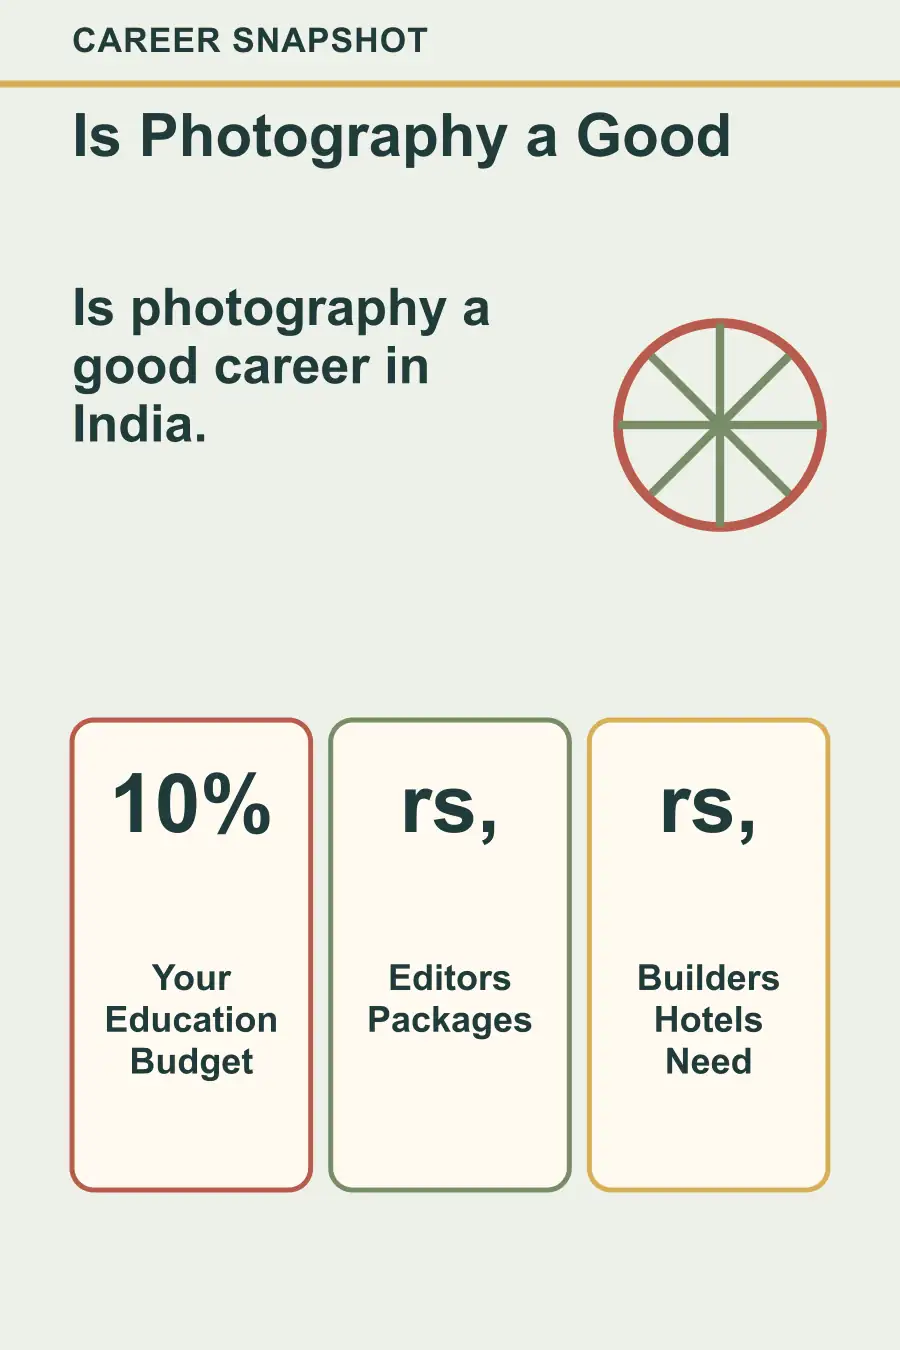 CAREER SNAPSHOT
Is Photography a Good
Is photography a
good career in
India.
10%
Your
Education
Budget
rs,
Editors
Packages
rs,
Builders
Hotels
Need